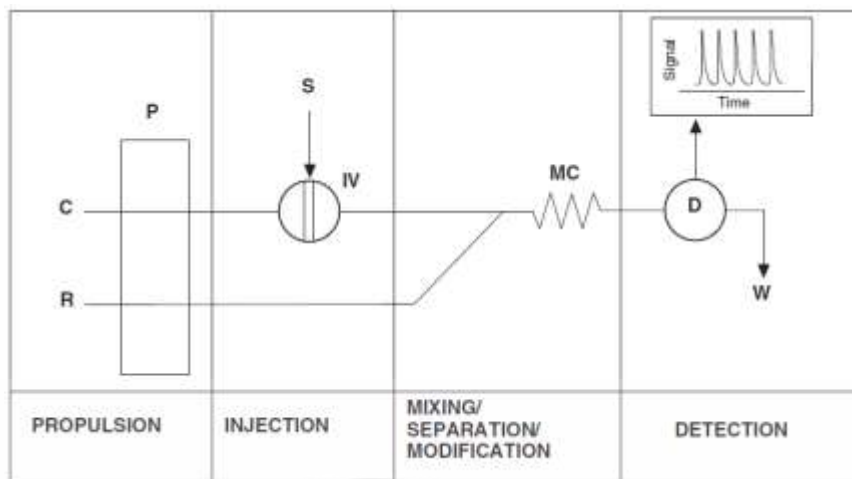 Signal
Time
S
P
IV
MC
C
D
R
W
PROPULSION
INJECTION
MIXING/
SEPARATION/
MODIFICATION
DETECTION